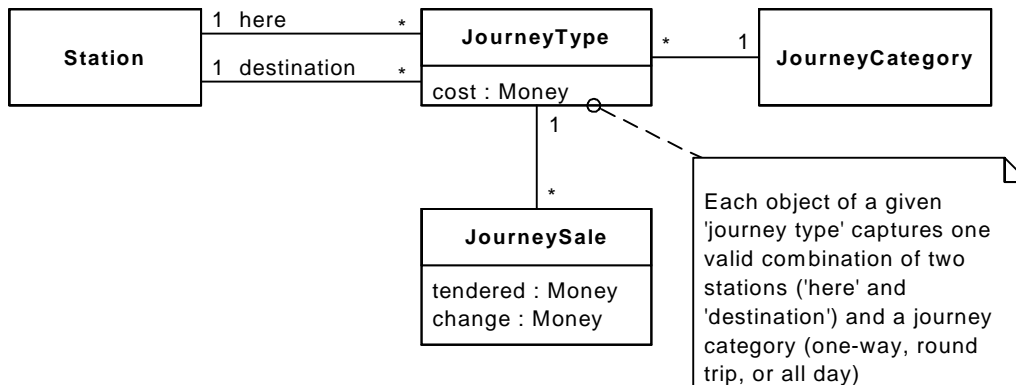 1 here *
Station
1 destination *
JourneyType
cost : Money
* 1
JourneyCategory
1
*
JourneySale
tendered : Money
change : Money
Each object of a given
'journey type' captures one
valid combination of two
stations ('here' and
'destination') and a journey
category (one-way, round
trip, or all day)